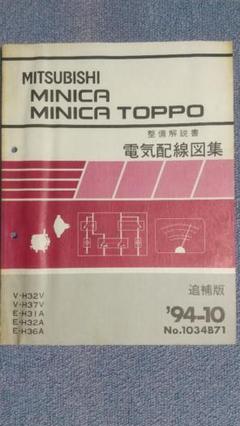 MITSUBISHI
MINICA
MINICA TOPPO
整備解説書
電気配線図集
V-H32V
V-H37V
E-H31A
E-H32A
E-H36A
追補版
'94-10
No.1034B71